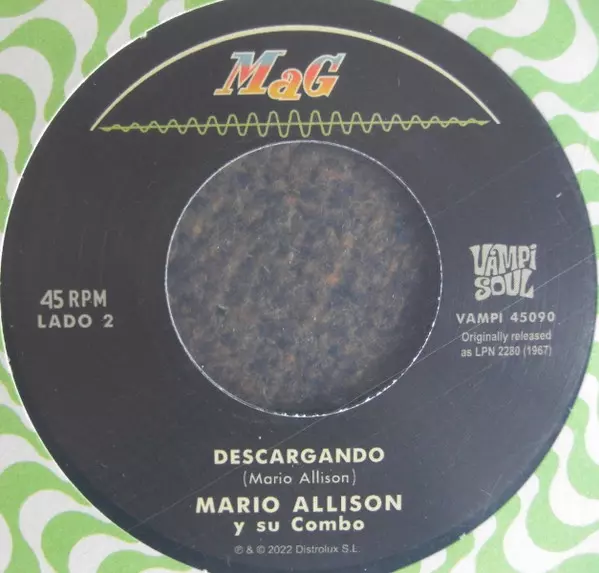 MaG
VAMPI
SOUL
45 RPM
LADO 2
VAMPI 45090
Originally released
as LPN 2280 (1967)
DESCARGANDO
(Mario Allison)
MARIO ALLISON
y su Combo
℗ & © 2022 Distrolux S.L.